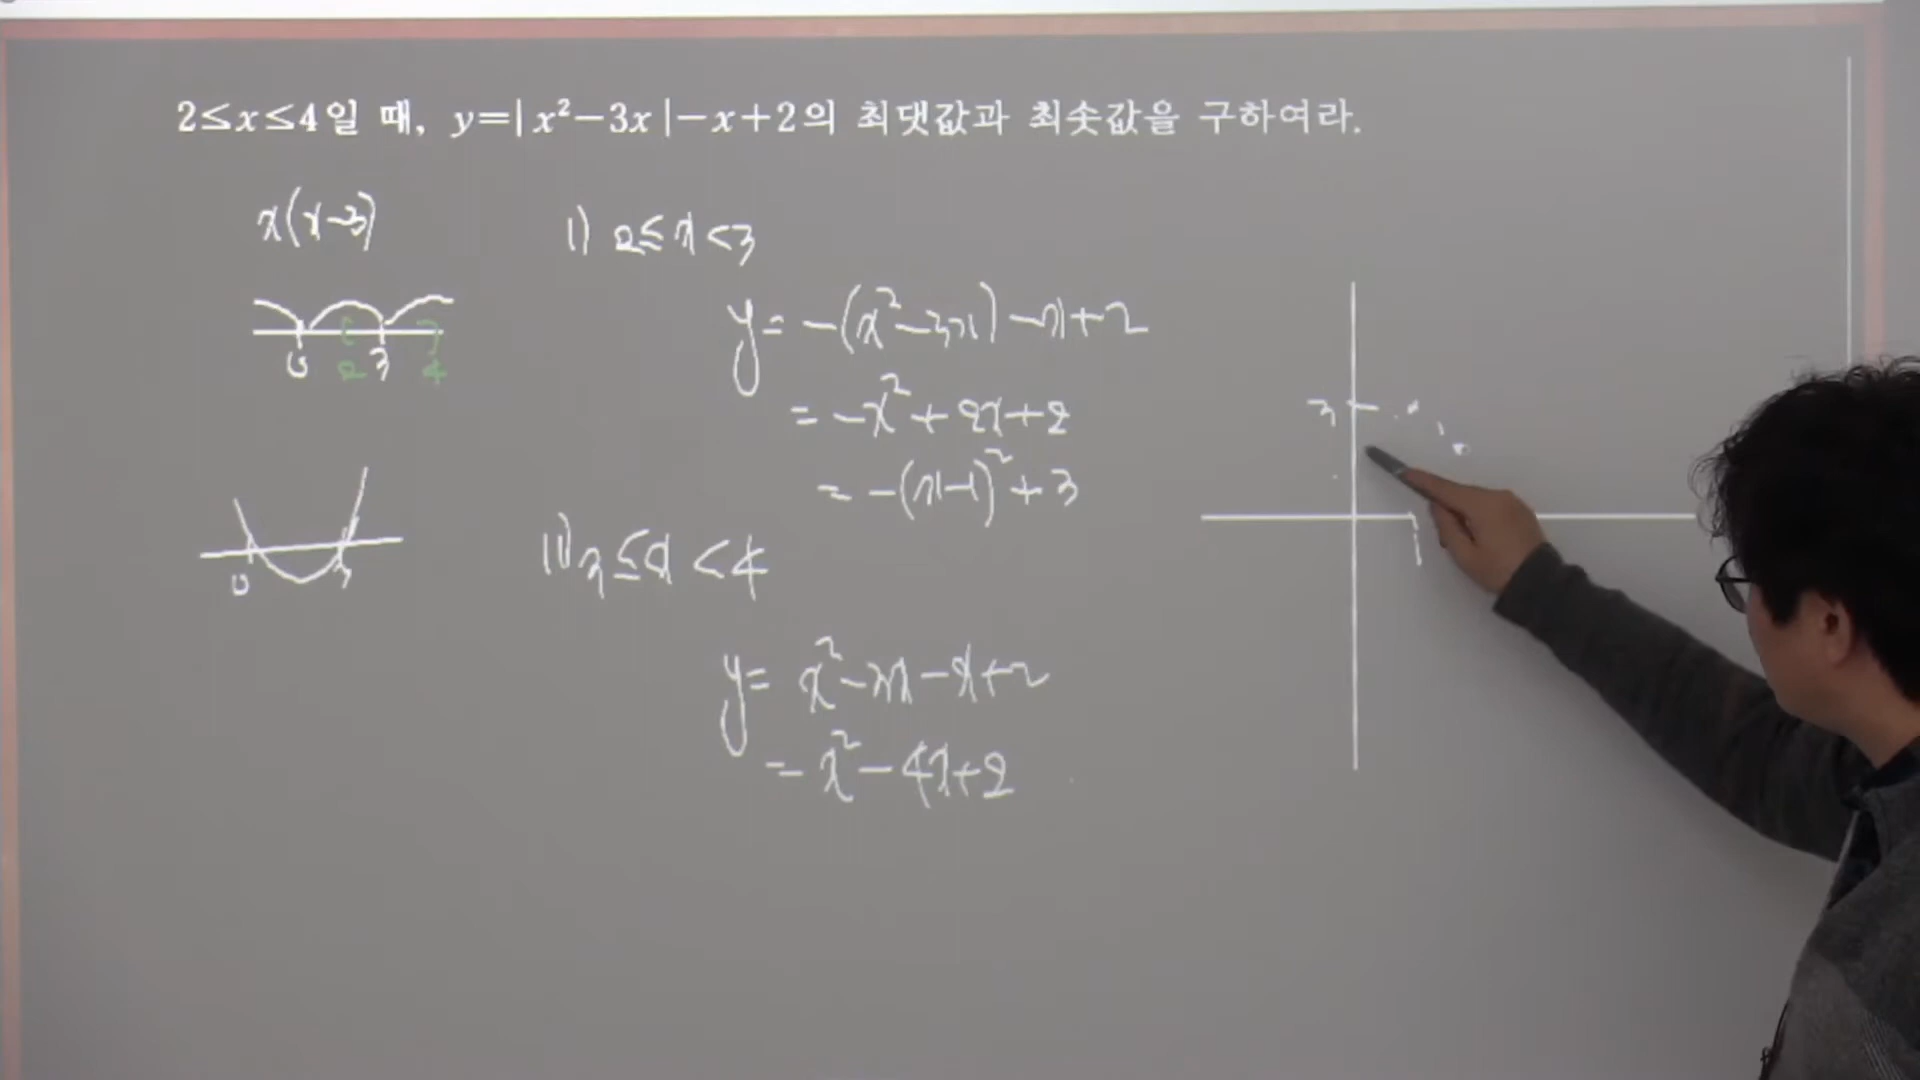 2≤x≤4일 때, y=|x²−3x|−x+2의 최댓값과 최솟값을 구하여라.
x(x−3)
0 2 3 4
0 3
i) 2≤x<3
y=−(x²−3x)−x+2
=−x²+2x+2
=−(x−1)²+3
ii) 3≤x<4
y=x²−3x−x+2
=x²−4x+2
3
1